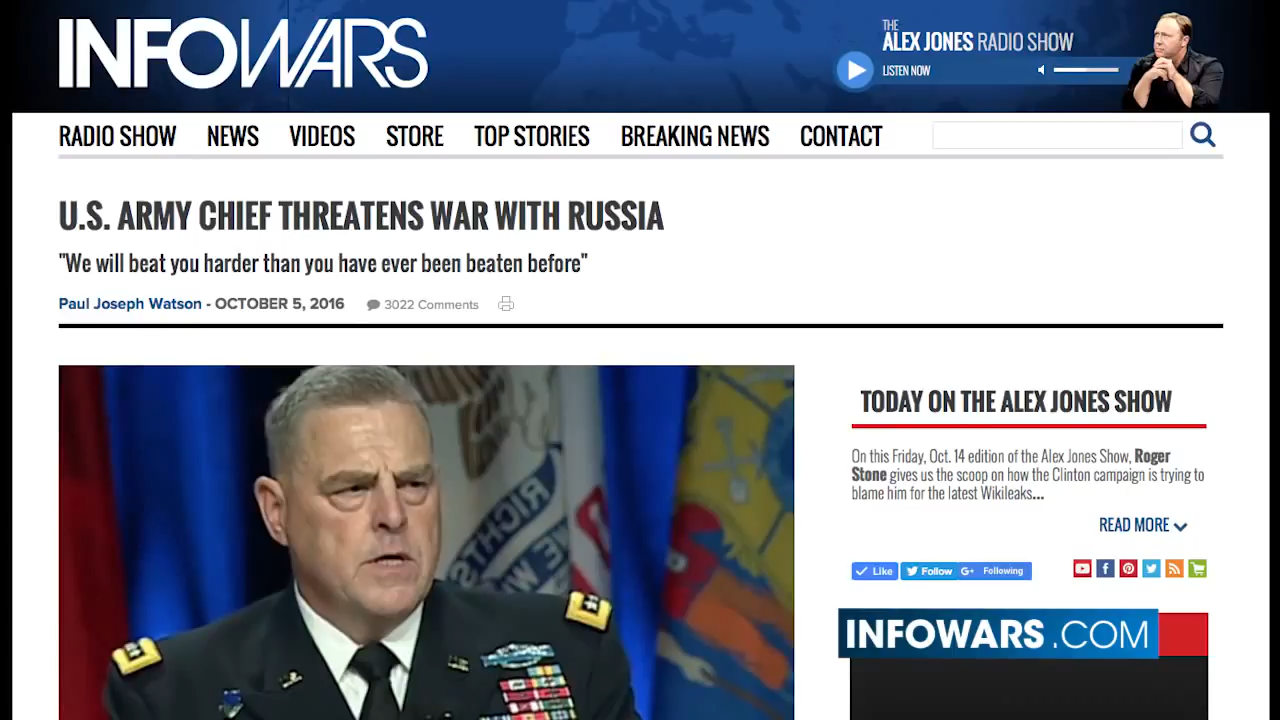 INFOWARS
THE
ALEX JONES RADIO SHOW
LISTEN NOW
RADIO SHOW NEWS VIDEOS STORE TOP STORIES BREAKING NEWS CONTACT
U.S. ARMY CHIEF THREATENS WAR WITH RUSSIA
"We will beat you harder than you have ever been beaten before"
Paul Joseph Watson - OCTOBER 5, 2016 3022 Comments
RIGHTS
TODAY ON THE ALEX JONES SHOW
On this Friday, Oct. 14 edition of the Alex Jones Show, Roger
Stone gives us the scoop on how the Clinton campaign is trying to
blame him for the latest Wikileaks...
READ MORE
Like Follow G+ Following
INFOWARS.COM